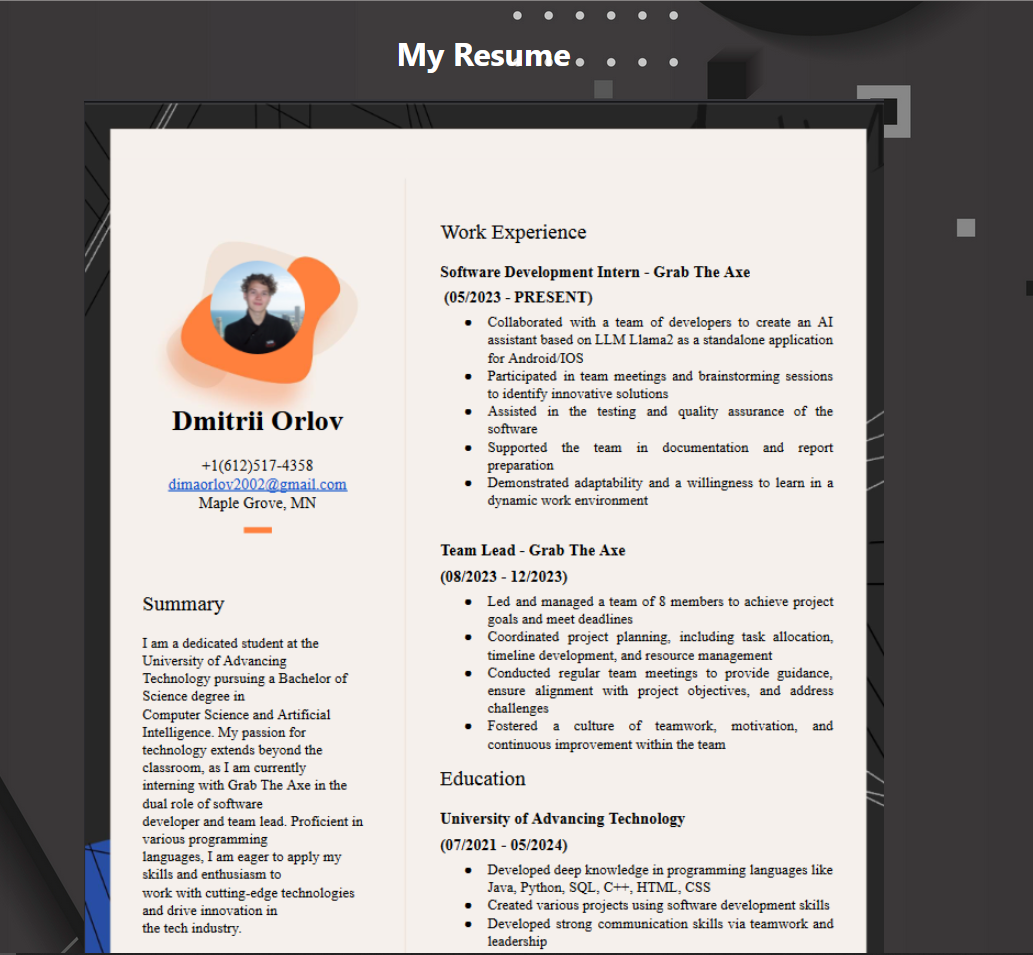 My Resume
Dmitrii Orlov
+1(612)517-4358
dimaorlov2002@gmail.com
Maple Grove, MN
Summary
I am a dedicated student at the
University of Advancing
Technology pursuing a Bachelor of
Science degree in
Computer Science and Artificial
Intelligence. My passion for
technology extends beyond the
classroom, as I am currently
interning with Grab The Axe in the
dual role of software
developer and team lead. Proficient in
various programming
languages, I am eager to apply my
skills and enthusiasm to
work with cutting-edge technologies
and drive innovation in
the tech industry.
Work Experience
Software Development Intern - Grab The Axe
(05/2023 - PRESENT)
● Collaborated with a team of developers to create an AI
assistant based on LLM Llama2 as a standalone application
for Android/IOS
● Participated in team meetings and brainstorming sessions
to identify innovative solutions
● Assisted in the testing and quality assurance of the
software
● Supported the team in documentation and report
preparation
● Demonstrated adaptability and a willingness to learn in a
dynamic work environment
Team Lead - Grab The Axe
(08/2023 - 12/2023)
● Led and managed a team of 8 members to achieve project
goals and meet deadlines
● Coordinated project planning, including task allocation,
timeline development, and resource management
● Conducted regular team meetings to provide guidance,
ensure alignment with project objectives, and address
challenges
● Fostered a culture of teamwork, motivation, and
continuous improvement within the team
Education
University of Advancing Technology
(07/2021 - 05/2024)
● Developed deep knowledge in programming languages like
Java, Python, SQL, C++, HTML, CSS
● Created various projects using software development skills
● Developed strong communication skills via teamwork and
leadership